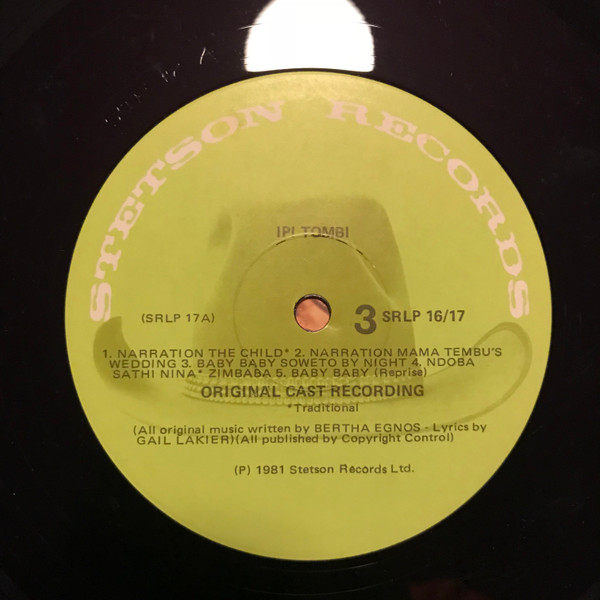 STETSON RECORDS
IPI TOMBI
(SRLP 17A) 3 SRLP 16/17
1. NARRATION THE CHILD* 2. NARRATION MAMA TEMBU'S
WEDDING 3. BABY BABY SOWETO BY NIGHT 4. NDOBA
SATHI NINA* ZIMBABA 5. BABY BABY (Reprise)
ORIGINAL CAST RECORDING
*Traditional
(All original music written by BERTHA EGNOS - Lyrics by
GAIL LAKIER)(All published by Copyright Control)
(P) 1981 Stetson Records Ltd.